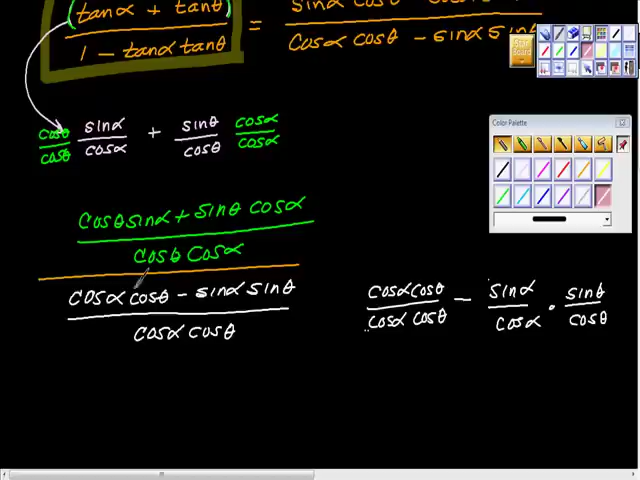 (tanα + tanθ) / 1 - tanα tanθ =
cosα cosθ - sinα sinθ
Start Board
Color Palette
cosθ/cosθ sinα/cosα + sinθ/cosθ cosα/cosα
cosθ sinα + sinθ cosα
cosθ cosα
cosα cosθ - sinα sinθ
cosα cosθ
cosα cosθ/cosα cosθ - sinα/cosα · sinθ/cosθ